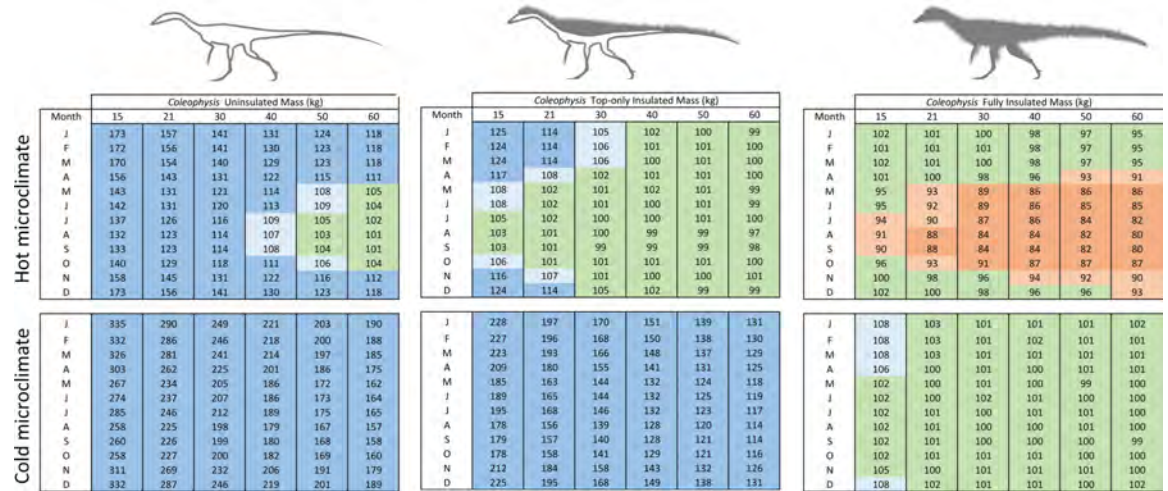 Hot microclimate
Coleophysis Uninsulated Mass (kg)
Month 15 21 30 40 50 60
J 173 157 141 131 124 118
F 172 156 141 130 123 118
M 170 154 140 129 123 118
A 156 143 131 122 115 111
M 143 131 121 114 108 105
J 142 131 120 113 109 104
J 137 126 116 109 105 102
A 132 123 114 107 103 101
S 133 123 114 108 104 101
O 140 129 118 111 106 104
N 158 145 131 122 116 112
D 173 156 141 130 123 118
Coleophysis Top-only Insulated Mass (kg)
Month 15 21 30 40 50 60
J 125 114 105 102 100 99
F 124 114 106 101 101 100
M 124 114 106 101 101 100
A 117 108 102 101 101 100
M 108 102 101 102 101 99
J 108 102 101 102 101 99
J 105 102 100 100 101 100
A 103 101 100 99 99 97
S 103 101 99 99 99 98
O 106 101 101 101 100 100
N 116 107 101 100 100 101
D 124 114 105 102 99 99
Coleophysis Fully Insulated Mass (kg)
Month 15 21 30 40 50 60
J 102 101 100 98 97 95
F 101 101 100 98 97 95
M 102 101 100 98 97 95
A 101 100 98 96 93 91
M 95 93 89 86 86 86
J 95 92 89 86 85 85
J 94 90 87 86 84 82
A 91 88 84 84 82 80
S 90 88 84 84 82 80
O 96 93 91 87 87 87
N 100 98 96 94 92 90
D 102 100 98 96 96 93
Cold microclimate
J 335 290 249 221 203 190
F 332 286 246 218 200 188
M 326 281 241 214 197 185
A 303 262 225 201 186 175
M 267 234 205 186 172 162
J 274 237 207 186 173 164
J 285 246 212 189 175 165
A 258 225 198 179 167 157
S 260 226 199 180 168 158
O 258 227 200 182 169 160
N 311 269 232 206 191 179
D 332 287 246 219 201 189
J 228 197 170 151 139 131
F 227 196 168 150 138 130
M 223 193 166 148 137 129
A 209 180 155 141 131 125
M 185 163 144 132 124 118
J 189 165 144 132 125 119
J 195 168 146 132 123 117
A 178 156 139 128 120 114
S 179 157 140 128 121 114
O 178 158 141 129 121 116
N 212 184 158 143 132 126
D 225 195 168 149 138 131
J 108 103 101 101 101 102
F 108 103 101 102 101 101
M 108 103 101 101 101 101
A 106 100 101 101 101 101
M 102 100 101 100 99 100
J 102 100 101 100 100 100
J 102 101 100 100 101 100
A 102 101 100 101 101 100
S 102 101 100 101 100 99
O 102 101 101 101 100 100
N 105 100 101 101 100 101
D 108 102 101 101 100 102